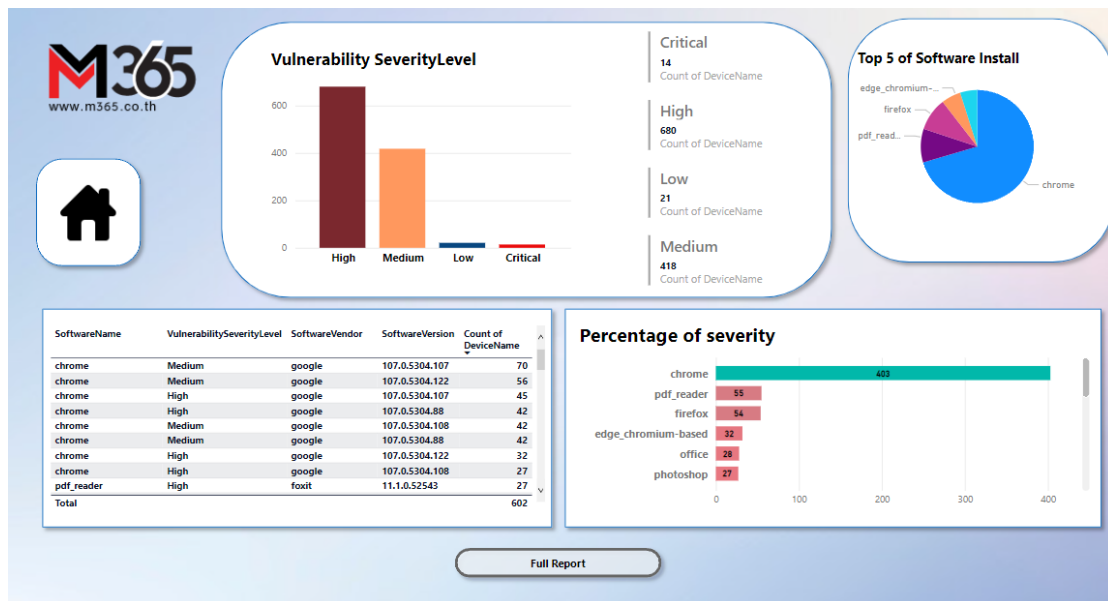 M365
www.m365.co.th
Vulnerability SeverityLevel
600
400
200
0
High Medium Low Critical
Critical
14
Count of DeviceName
High
680
Count of DeviceName
Low
21
Count of DeviceName
Medium
418
Count of DeviceName
Top 5 of Software Install
edge_chromium-...
firefox
pdf_read...
chrome
SoftwareName VulnerabilitySeverityLevel SoftwareVendor SoftwareVersion Count of
DeviceName
chrome Medium google 107.0.5304.107 70
chrome Medium google 107.0.5304.122 56
chrome High google 107.0.5304.107 45
chrome High google 107.0.5304.88 42
chrome Medium google 107.0.5304.108 42
chrome Medium google 107.0.5304.88 42
chrome High google 107.0.5304.122 32
chrome High google 107.0.5304.108 27
pdf_reader High foxit 11.1.0.52543 27
Total 602
Percentage of severity
chrome 403
pdf_reader 55
firefox 54
edge_chromium-based 32
office 28
photoshop 27
0 100 200 300 400
Full Report